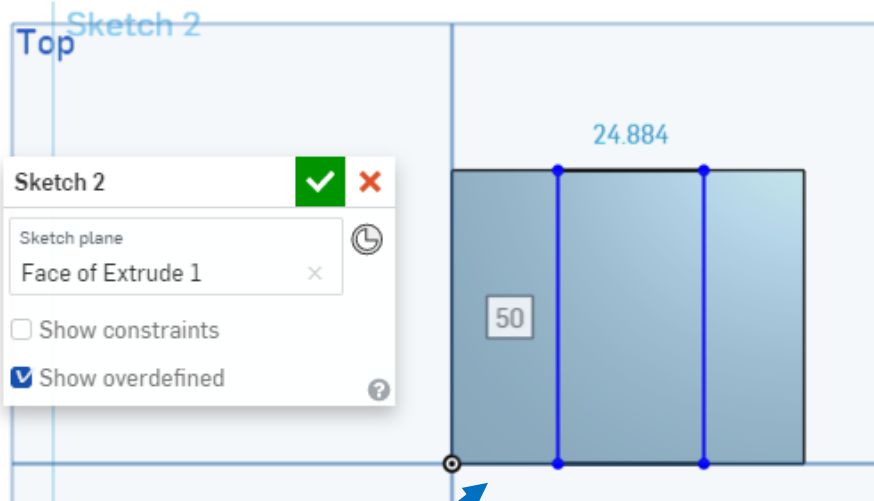 Sketch 2
Top
24.884
Sketch 2
Sketch plane
Face of Extrude 1
50
Show constraints
Show overdefined
?